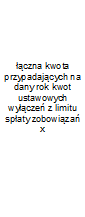 łączna kwota
przypadających na
dany rok kwot
ustawowych
wyłączeń z limitu
spłaty zobowiązań
x